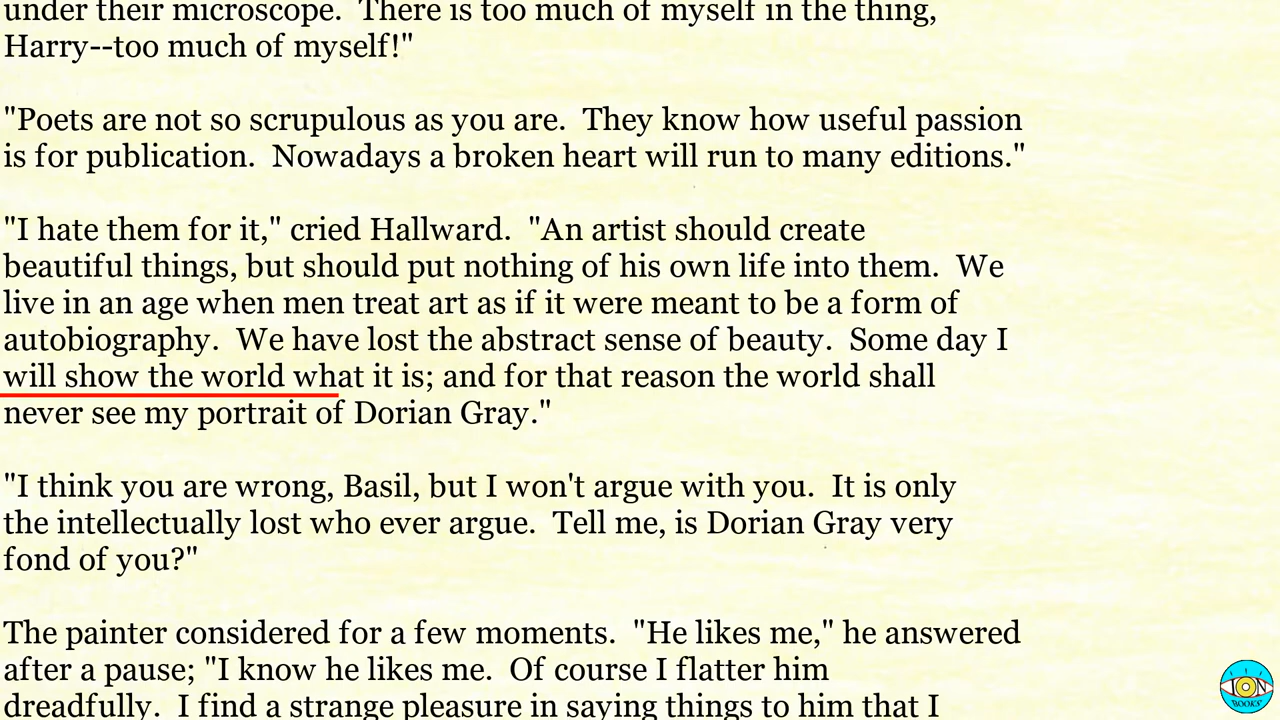 under their microscope.  There is too much of myself in the thing,
Harry--too much of myself!"
"Poets are not so scrupulous as you are.  They know how useful passion
is for publication.  Nowadays a broken heart will run to many editions."
"I hate them for it," cried Hallward.  "An artist should create
beautiful things, but should put nothing of his own life into them.  We
live in an age when men treat art as if it were meant to be a form of
autobiography.  We have lost the abstract sense of beauty.  Some day I
will show the world what it is; and for that reason the world shall
never see my portrait of Dorian Gray."
"I think you are wrong, Basil, but I won't argue with you.  It is only
the intellectually lost who ever argue.  Tell me, is Dorian Gray very
fond of you?"
The painter considered for a few moments.  "He likes me," he answered
after a pause; "I know he likes me.  Of course I flatter him
dreadfully.  I find a strange pleasure in saying things to him that I
ION
BOOKS